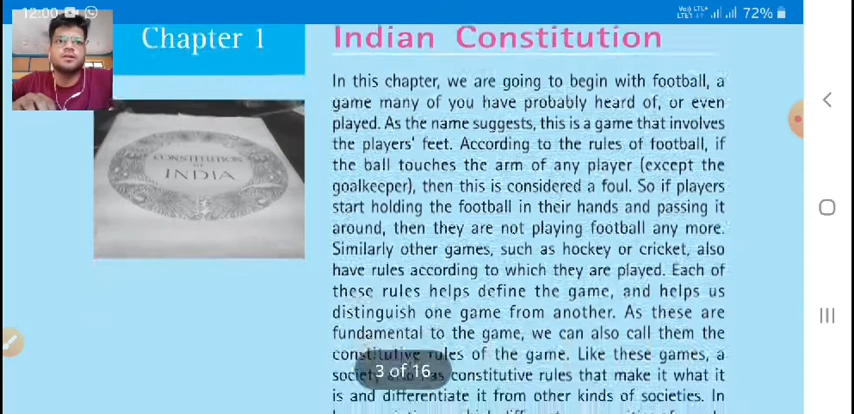 12:00
72%
Chapter 1
Indian Constitution
CONSTITUTION
OF
INDIA
In this chapter, we are going to begin with football, a
game many of you have probably heard of, or even
played. As the name suggests, this is a game that involves
the players' feet. According to the rules of football, if
the ball touches the arm of any player (except the
goalkeeper), then this is considered a foul. So if players
start holding the football in their hands and passing it
around, then they are not playing football any more.
Similarly other games, such as hockey or cricket, also
have rules according to which they are played. Each of
these rules helps define the game, and helps us
distinguish one game from another. As these are
fundamental to the game, we can also call them the
constitutive rules of the game. Like these games, a
3 of 16
society also has constitutive rules that make it what it
is and differentiate it from other kinds of societies. In